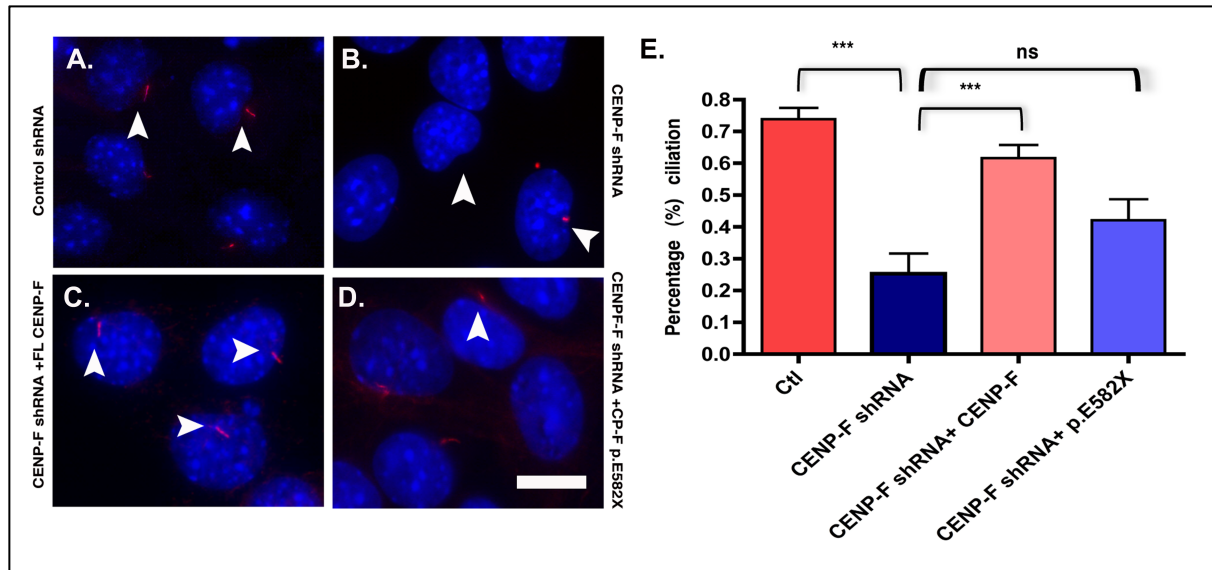 A.
B.
Control shRNA
CENP-F shRNA
C.
D.
CENP-F shRNA +FL CENP-F
CENPF-F shRNA +CP-F p.E582X
E.
***
ns
***
Percentage (%) ciliation
0.8
0.7
0.6
0.5
0.4
0.3
0.2
0.1
0.0
Ctl
CENP-F shRNA
CENP-F shRNA+ CENP-F
CENP-F shRNA+ p.E582X